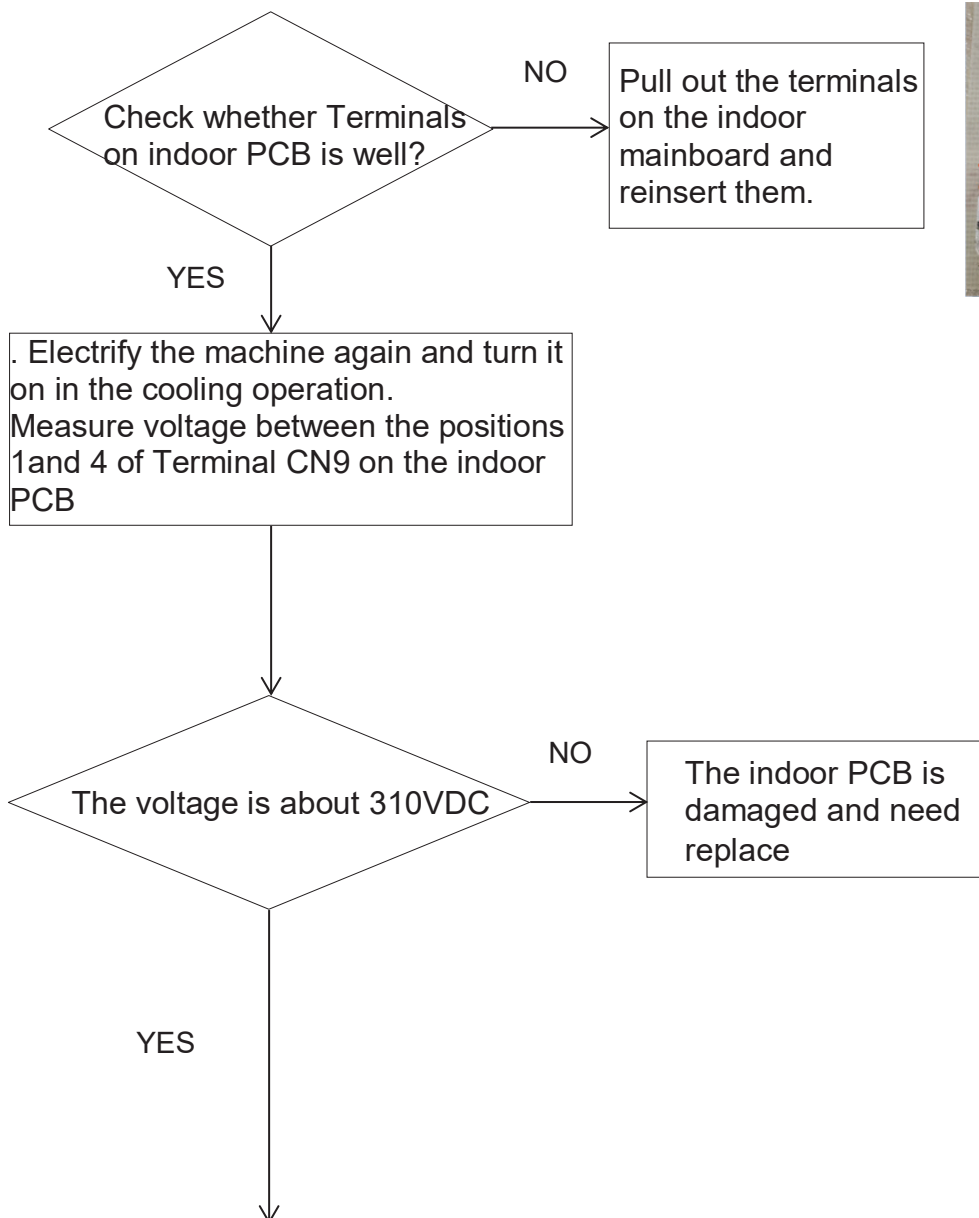 Check whether Terminals
on indoor PCB is well?
NO
Pull out the terminals
on the indoor
mainboard and
reinsert them.
YES
. Electrify the machine again and turn it
on in the cooling operation.
Measure voltage between the positions
1and 4 of Terminal CN9 on the indoor
PCB
The voltage is about 310VDC
NO
The indoor PCB is
damaged and need
replace
YES